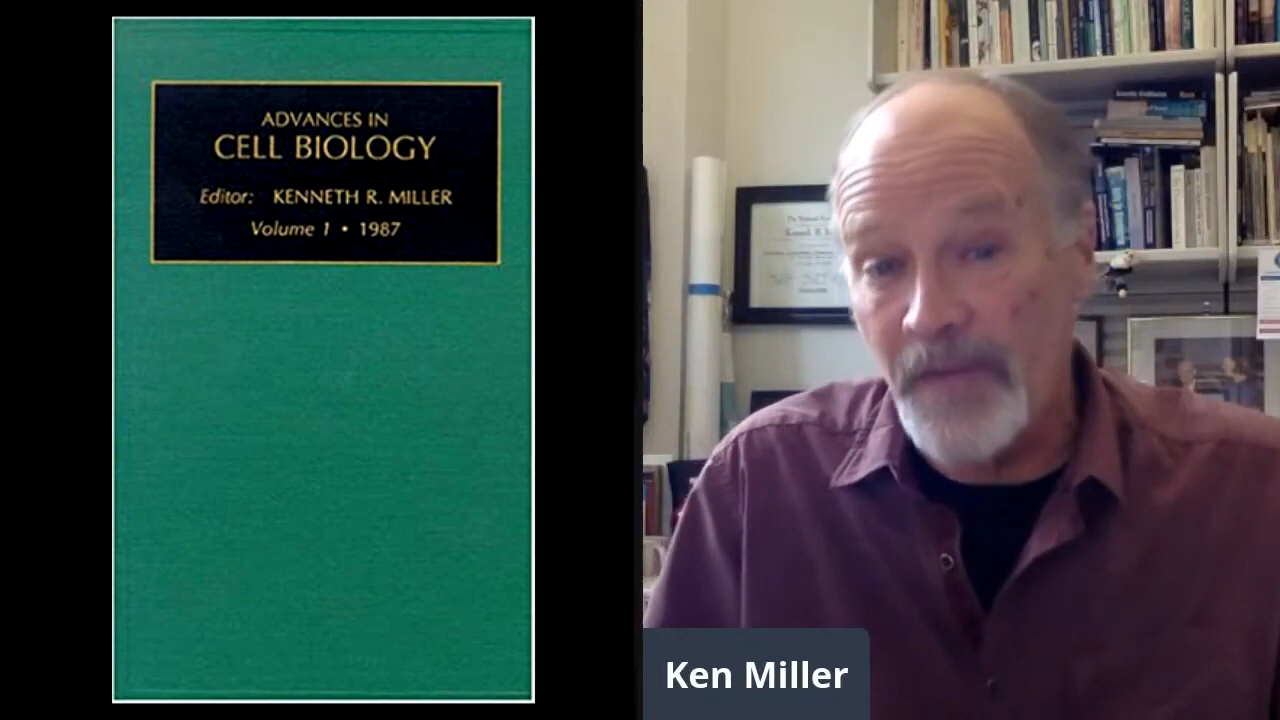 ADVANCES IN
CELL BIOLOGY
Editor: KENNETH R. MILLER
Volume 1 • 1987
Ken Miller